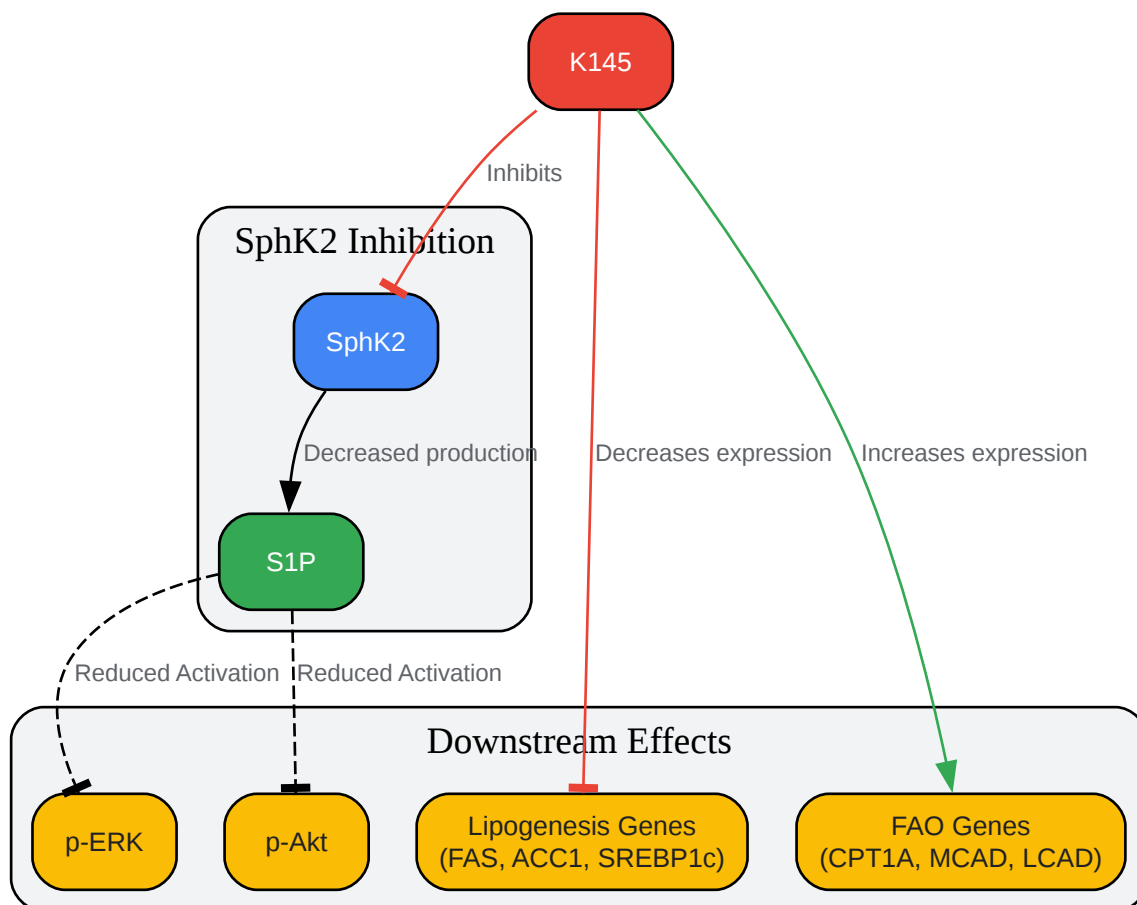 K145
Inhibits
SphK2 Inhibition
SphK2
Decreased production
Decreases expression
Increases expression
S1P
Reduced Activation
Reduced Activation
Downstream Effects
p-ERK
p-Akt
Lipogenesis Genes
(FAS, ACC1, SREBP1c)
FAO Genes
(CPT1A, MCAD, LCAD)